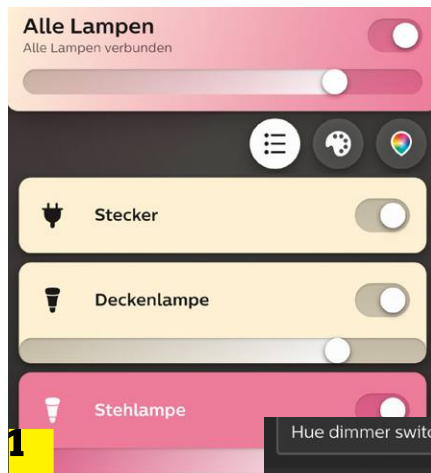 Alle Lampen
Alle Lampen verbunden
Stecker
Deckenlampe
Stehlampe
1
Hue dimmer switc